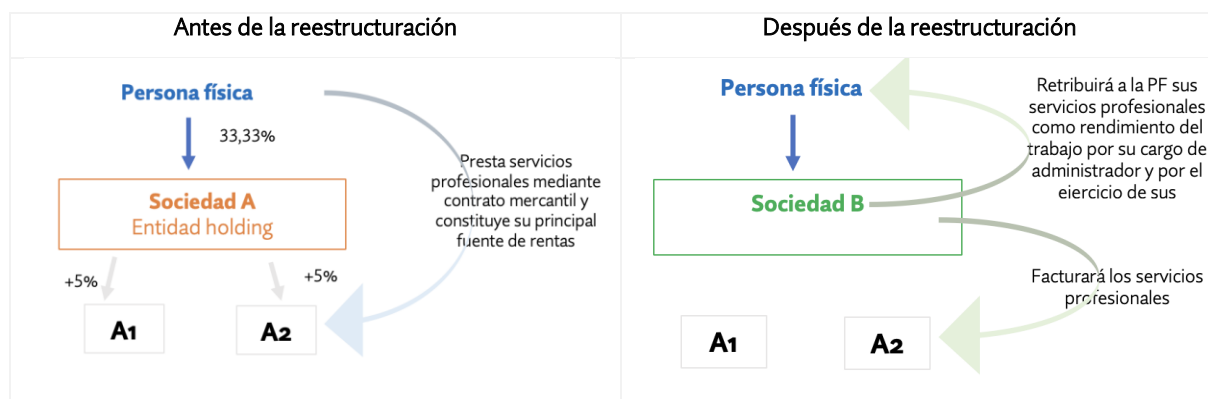 Antes de la reestructuración
Persona física
33,33%
Presta servicios
profesionales mediante
contrato mercantil y
constituye su principal
fuente de rentas
Sociedad A
Entidad holding
+5%
+5%
A1
A2
Después de la reestructuración
Persona física
Retribuirá a la PF sus
servicios profesionales
como rendimiento del
trabajo por su cargo de
administrador y por el
ejercicio de sus
Sociedad B
Facturará los servicios
profesionales
A1
A2